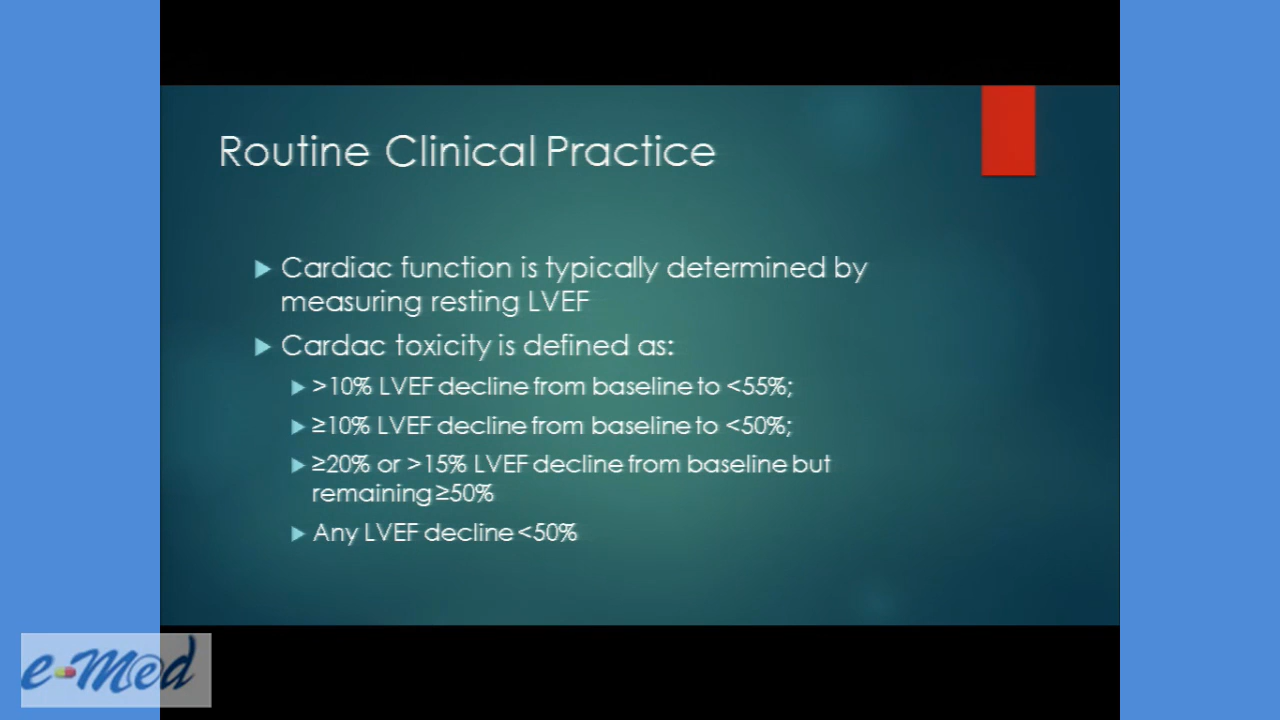 Routine Clinical Practice
Cardiac function is typically determined by
measuring resting LVEF
Cardac toxicity is defined as:
>10% LVEF decline from baseline to <55%;
≥10% LVEF decline from baseline to <50%;
≥20% or >15% LVEF decline from baseline but
remaining ≥50%
Any LVEF decline <50%
e-Med